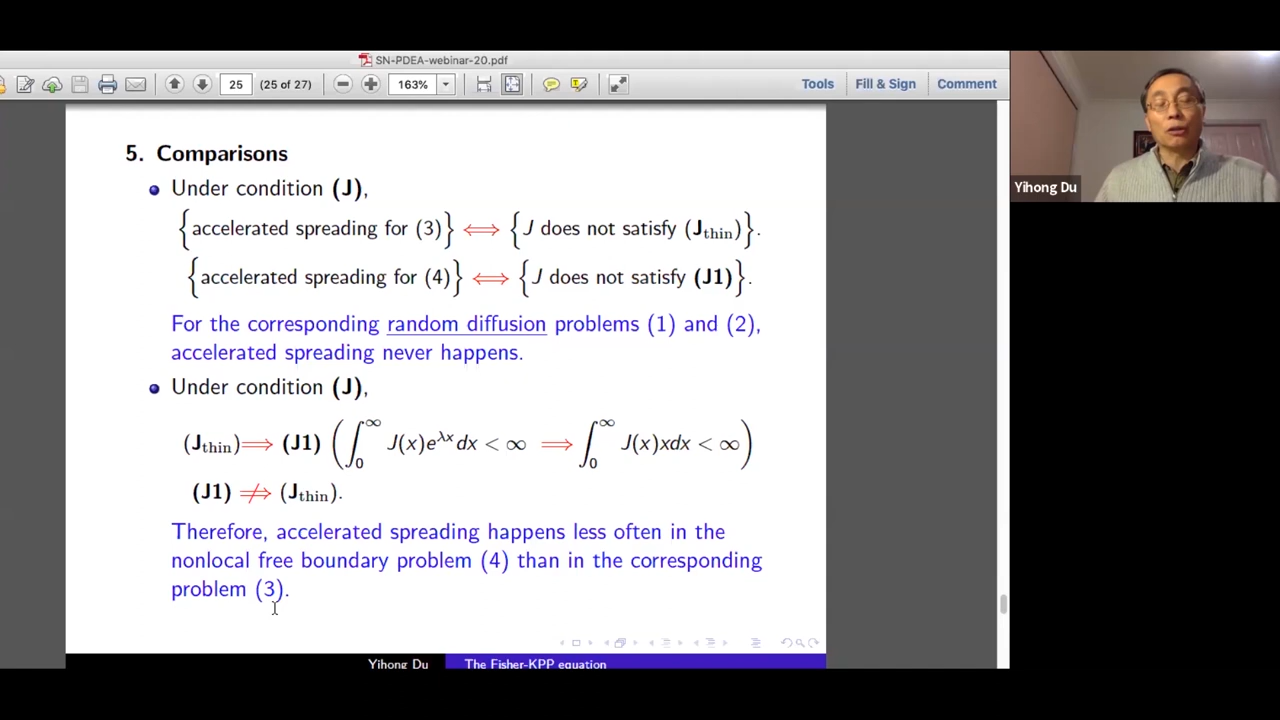 SN-PDEA-webinar-20.pdf
25 (25 of 27) 163% Tools Fill & Sign Comment
5. Comparisons
Under condition (J),
{accelerated spreading for (3)} ⟺ {J does not satisfy (J_thin)}.
{accelerated spreading for (4)} ⟺ {J does not satisfy (J1)}.
For the corresponding random diffusion problems (1) and (2),
accelerated spreading never happens.
Under condition (J),
(J_thin) ⟹ (J1) (∫_0^∞ J(x)e^{λx}dx < ∞ ⟹ ∫_0^∞ J(x)xdx < ∞)
(J1) ⇏ (J_thin).
Therefore, accelerated spreading happens less often in the
nonlocal free boundary problem (4) than in the corresponding
problem (3).
Yihong Du The Fisher-KPP equation
Yihong Du